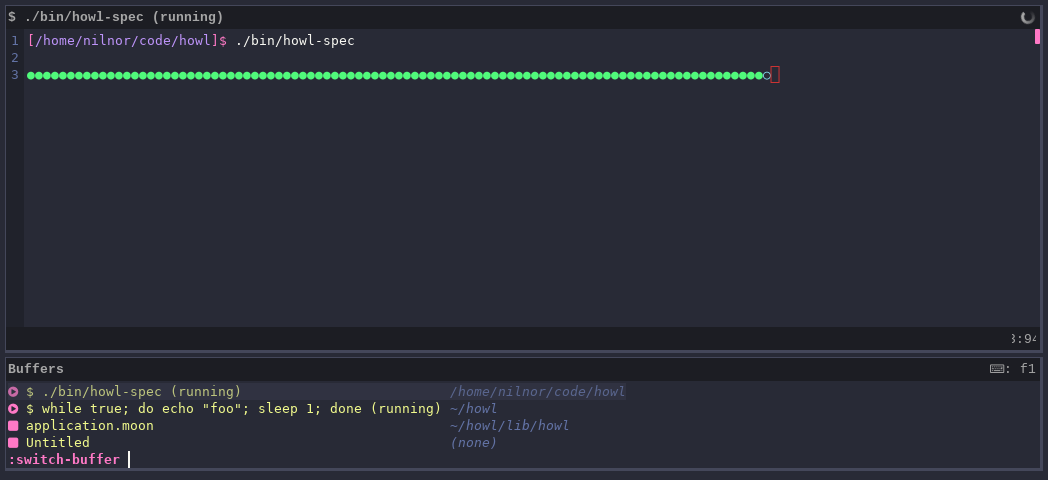 $ ./bin/howl-spec (running)
1 [/home/nilnor/code/howl]$ ./bin/howl-spec
2
3 ●●●●●●●●●●●●●●●●●●●●●●●●●●●●●●●●●●●●●●●●●●●●●●●●●●●●●●●●●●●●●●●●●●●●●●●●●●●●●●●●●●●●●●●●●●●●○
3:94
Buffers : f1
$ ./bin/howl-spec (running) /home/nilnor/code/howl
$ while true; do echo "foo"; sleep 1; done (running) ~/howl
application.moon ~/howl/lib/howl
Untitled (none)
:switch-buffer